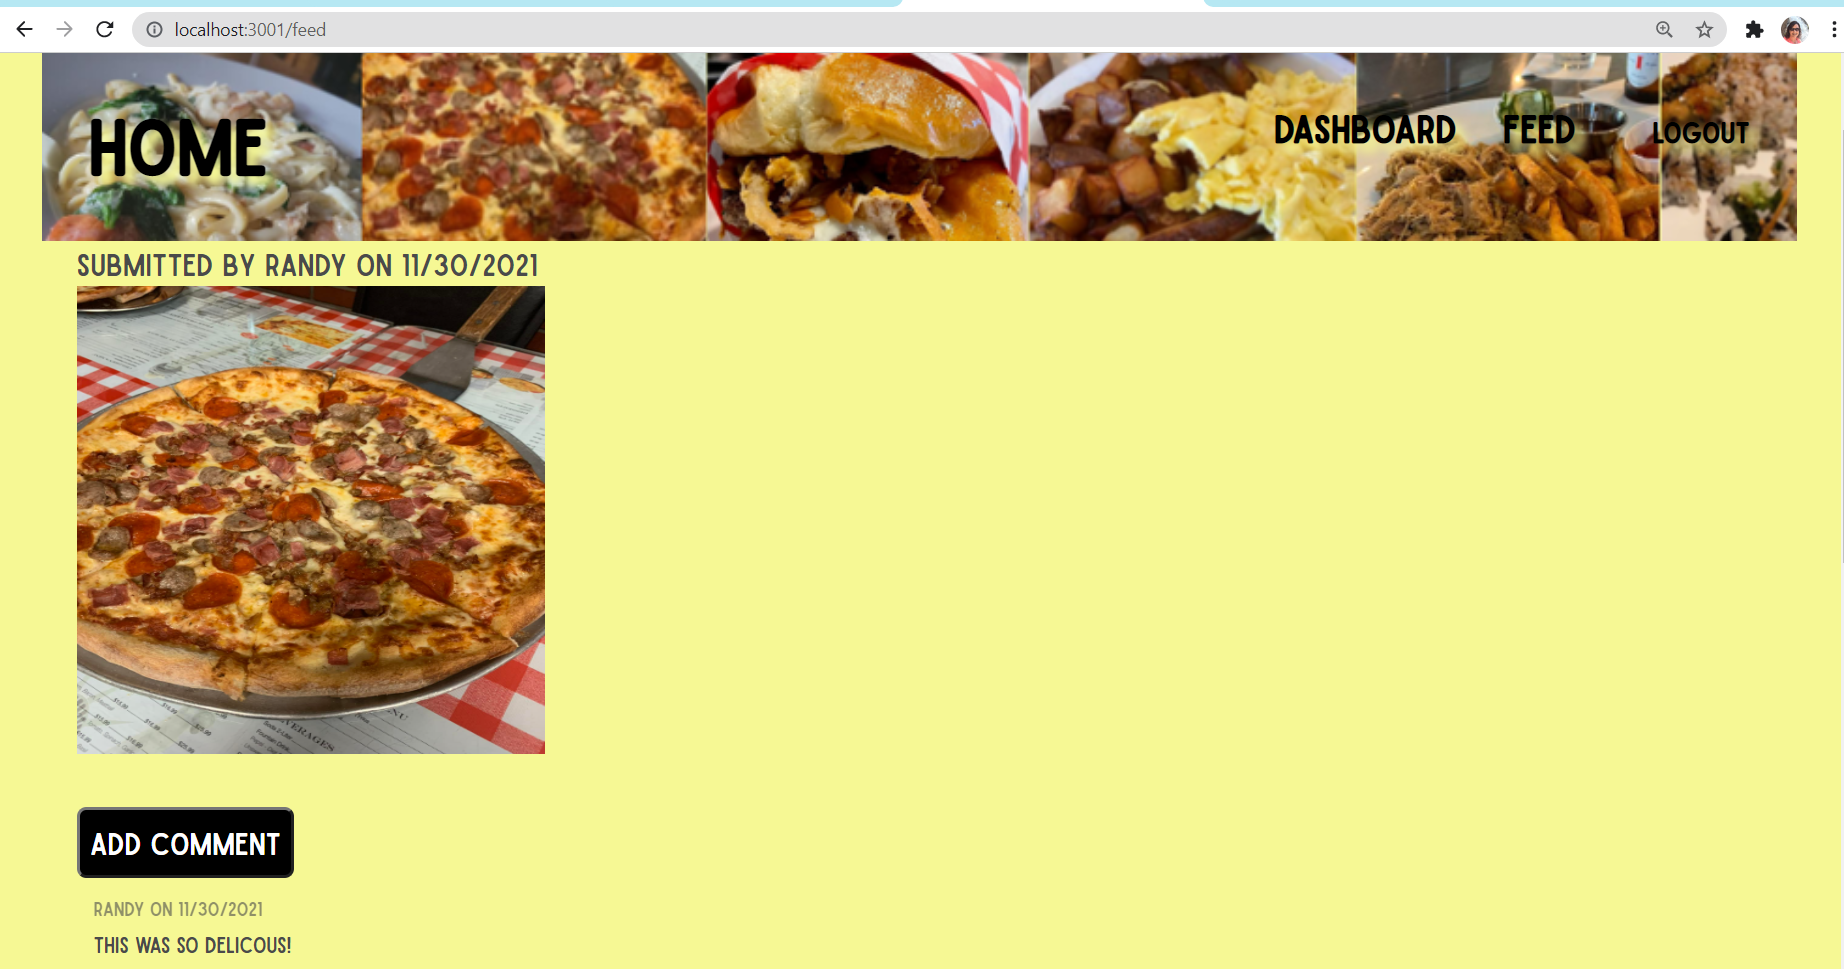 localhost:3001/feed
HOME
DASHBOARD FEED LOGOUT
SUBMITTED BY RANDY ON 11/30/2021
ADD COMMENT
RANDY ON 11/30/2021
THIS WAS SO DELICOUS!